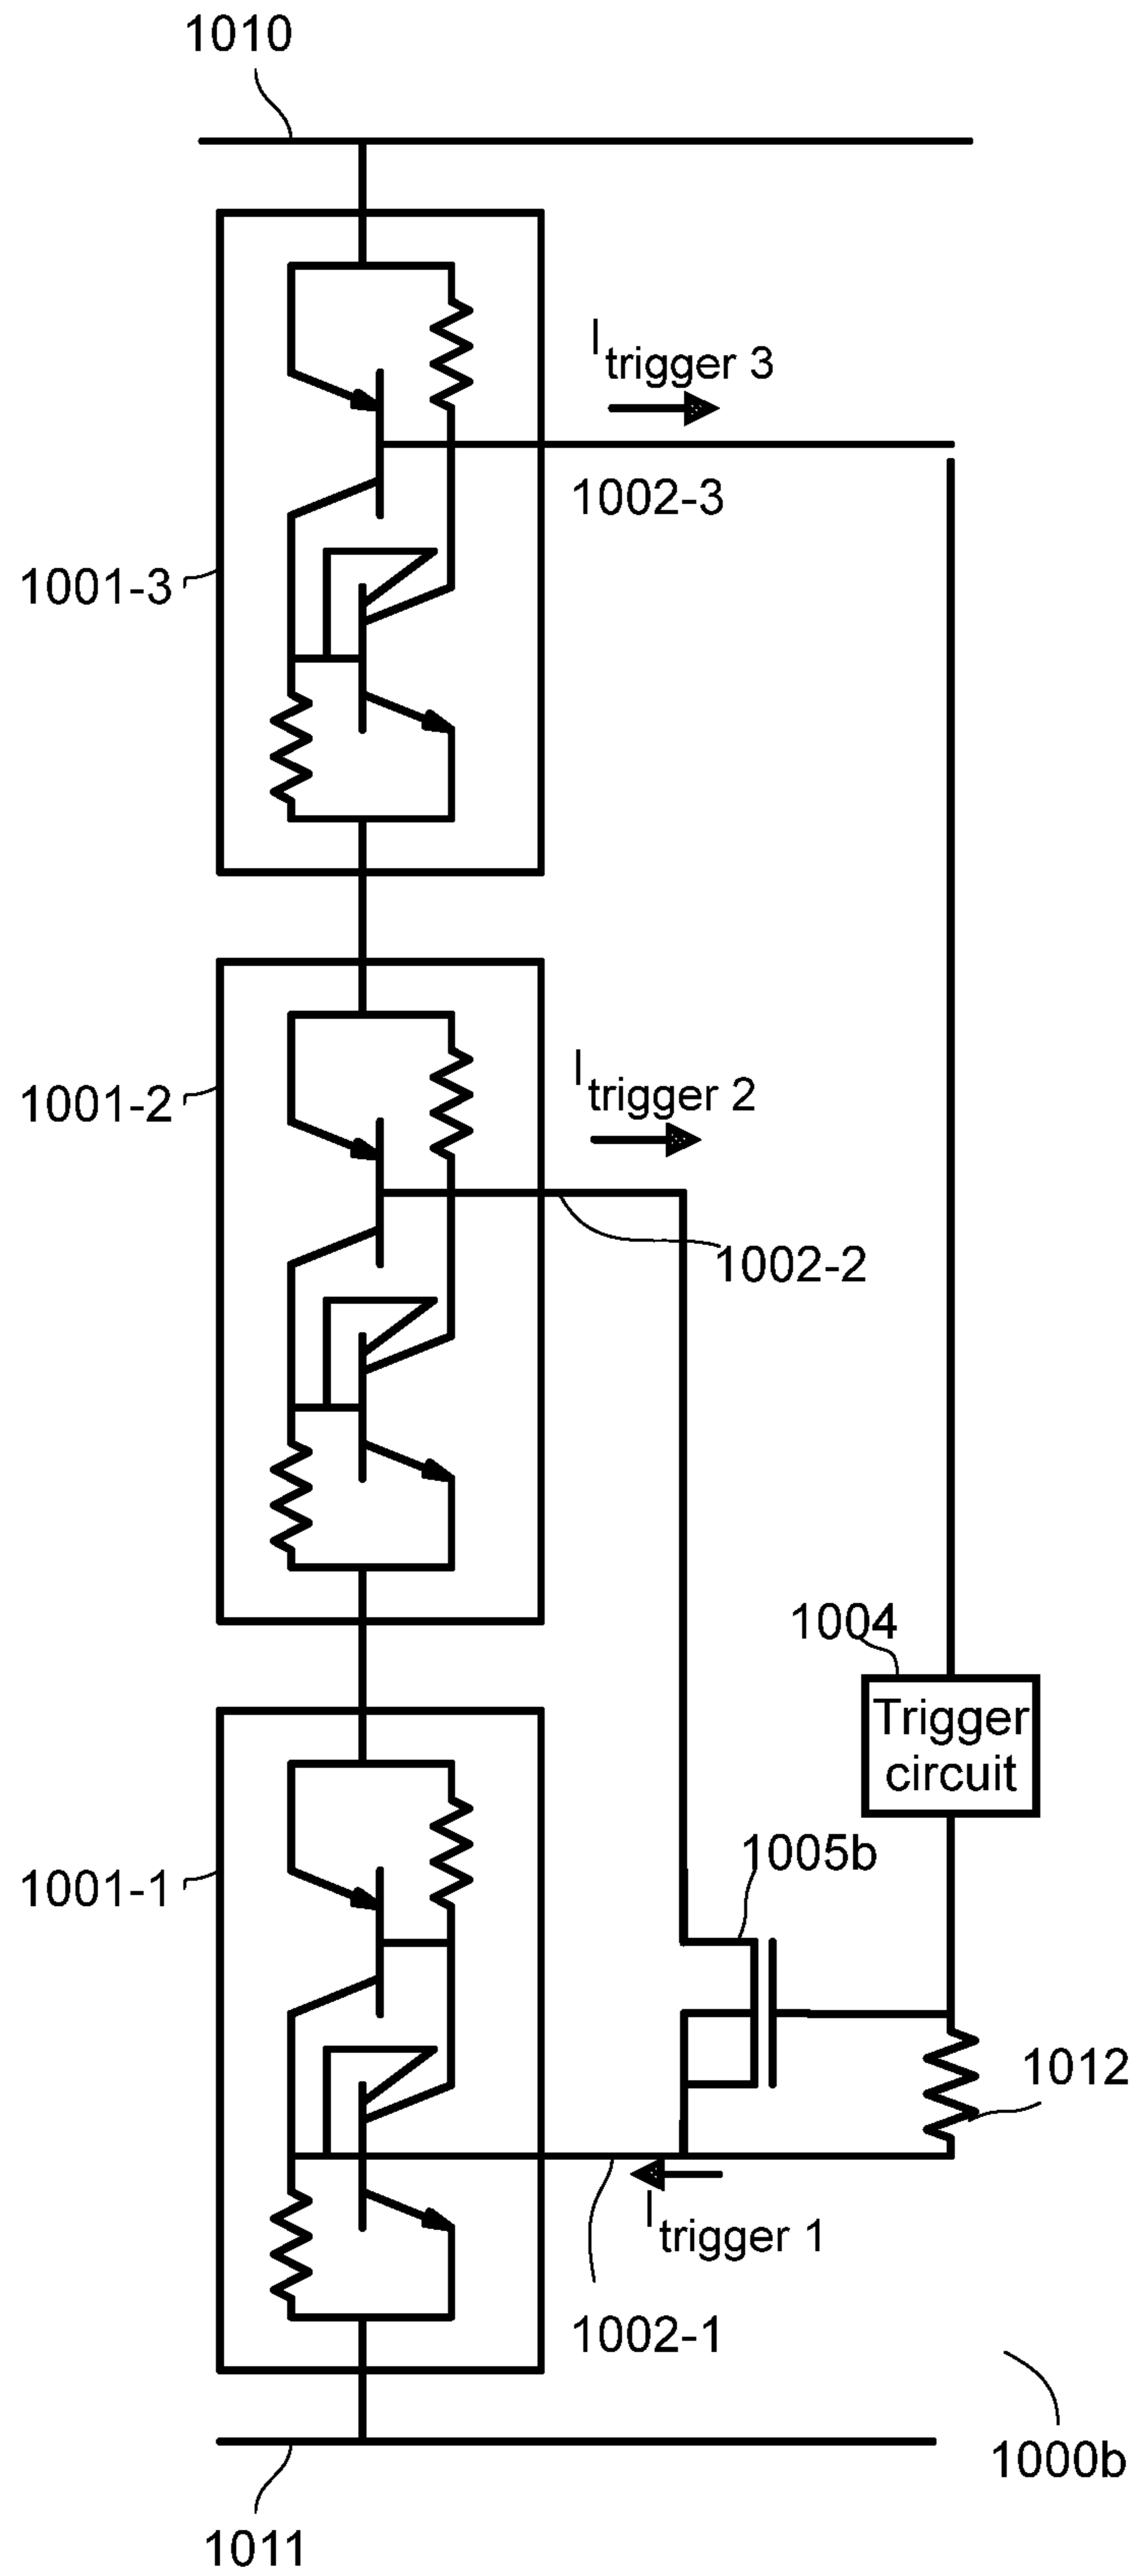 1010
I trigger 3
1002-3
1001-3
I trigger 2
1001-2
1002-2
1004
Trigger
circuit
1005b
1001-1
1012
I trigger 1
1002-1
1000b
1011